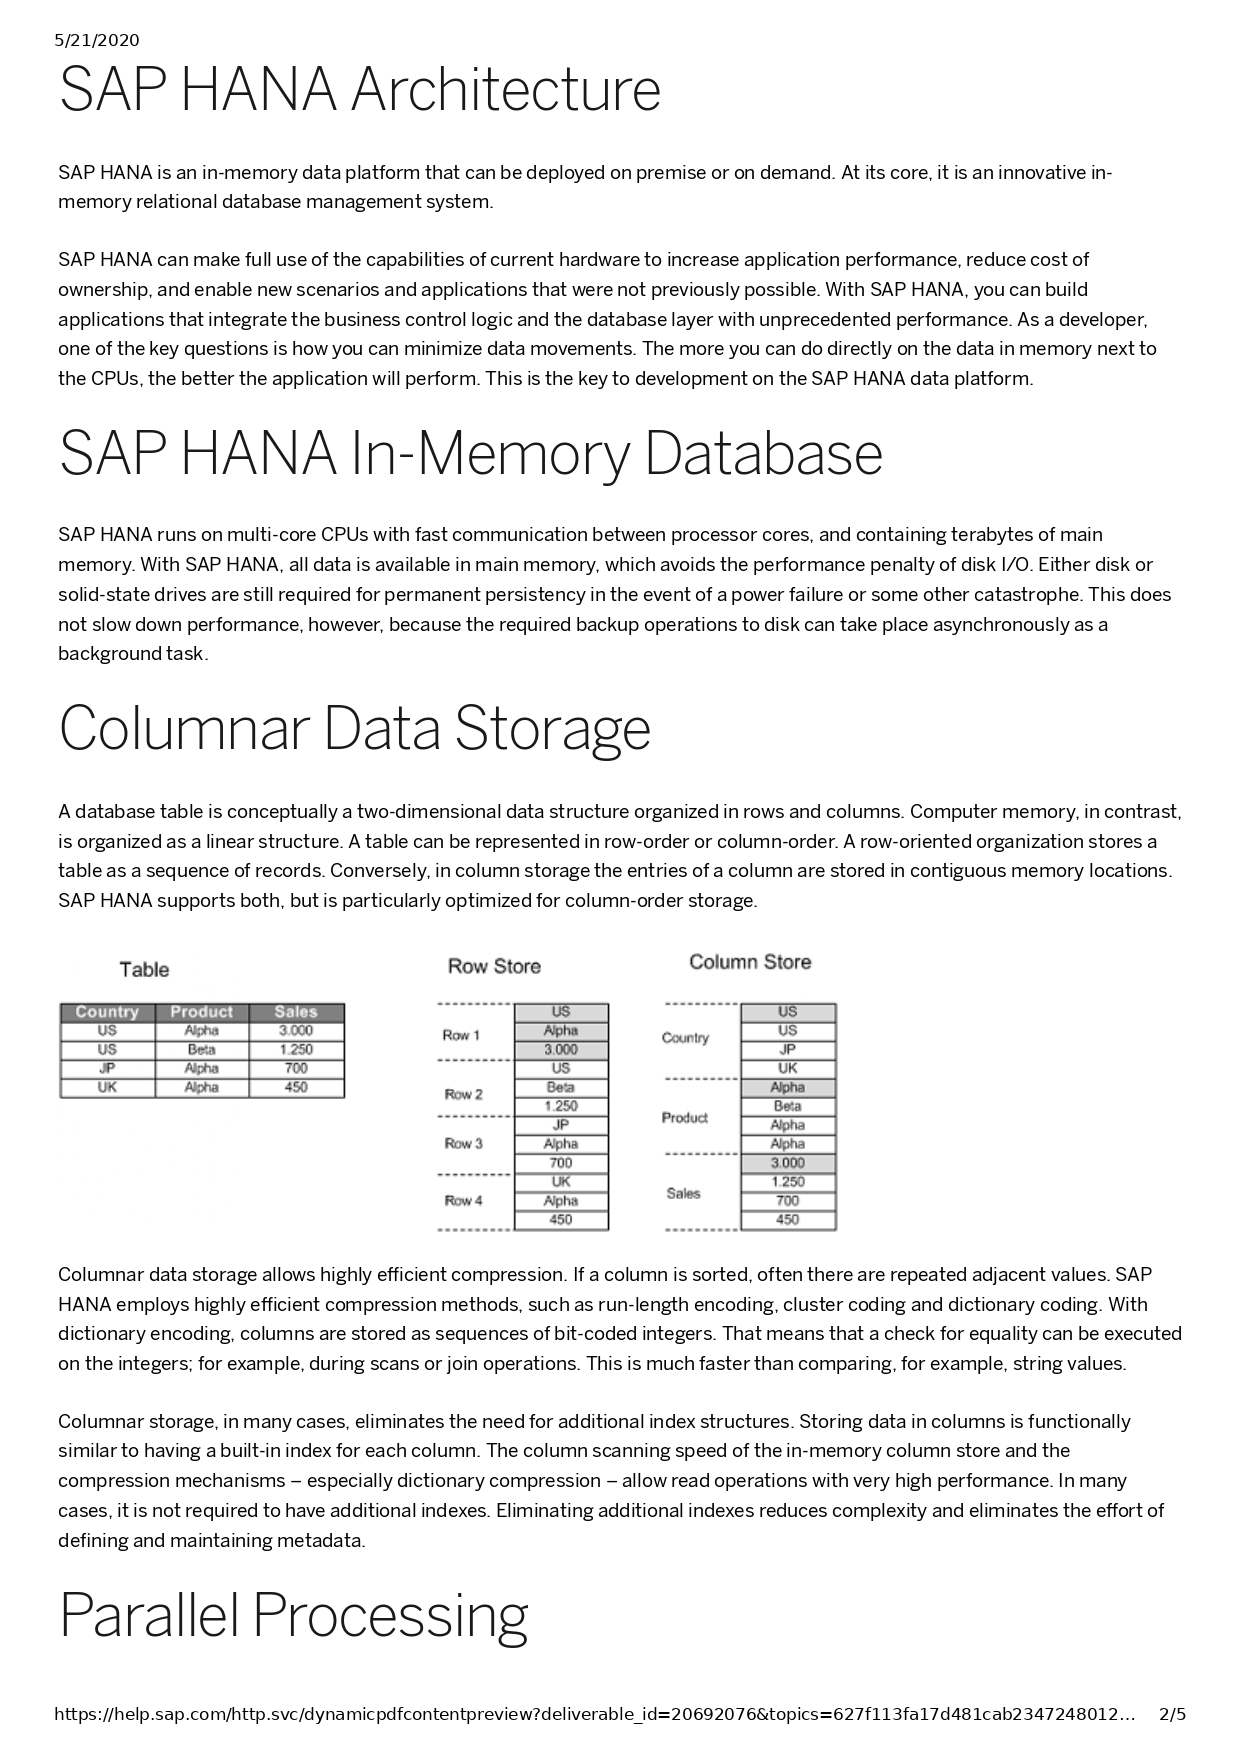 5/21/2020
SAP HANA Architecture
SAP HANA is an in-memory data platform that can be deployed on premise or on demand. At its core, it is an innovative in-
memory relational database management system.
SAP HANA can make full use of the capabilities of current hardware to increase application performance, reduce cost of
ownership, and enable new scenarios and applications that were not previously possible. With SAP HANA, you can build
applications that integrate the business control logic and the database layer with unprecedented performance. As a developer,
one of the key questions is how you can minimize data movements. The more you can do directly on the data in memory next to
the CPUs, the better the application will perform. This is the key to development on the SAP HANA data platform.
SAP HANA In-Memory Database
SAP HANA runs on multi-core CPUs with fast communication between processor cores, and containing terabytes of main
memory. With SAP HANA, all data is available in main memory, which avoids the performance penalty of disk I/O. Either disk or
solid-state drives are still required for permanent persistency in the event of a power failure or some other catastrophe. This does
not slow down performance, however, because the required backup operations to disk can take place asynchronously as a
background task.
Columnar Data Storage
A database table is conceptually a two-dimensional data structure organized in rows and columns. Computer memory, in contrast,
is organized as a linear structure. A table can be represented in row-order or column-order. A row-oriented organization stores a
table as a sequence of records. Conversely, in column storage the entries of a column are stored in contiguous memory locations.
SAP HANA supports both, but is particularly optimized for column-order storage.
Table
Country Product Sales
US Alpha 3.000
US Beta 1.250
JP Alpha 700
UK Alpha 450
Row Store
Row 1
US
Alpha
3.000
Row 2
US
Beta
1.250
Row 3
JP
Alpha
700
Row 4
UK
Alpha
450
Column Store
Country
US
US
JP
UK
Product
Alpha
Beta
Alpha
Alpha
Sales
3.000
1.250
700
450
Columnar data storage allows highly efficient compression. If a column is sorted, often there are repeated adjacent values. SAP
HANA employs highly efficient compression methods, such as run-length encoding, cluster coding and dictionary coding. With
dictionary encoding, columns are stored as sequences of bit-coded integers. That means that a check for equality can be executed
on the integers; for example, during scans or join operations. This is much faster than comparing, for example, string values.
Columnar storage, in many cases, eliminates the need for additional index structures. Storing data in columns is functionally
similar to having a built-in index for each column. The column scanning speed of the in-memory column store and the
compression mechanisms – especially dictionary compression – allow read operations with very high performance. In many
cases, it is not required to have additional indexes. Eliminating additional indexes reduces complexity and eliminates the effort of
defining and maintaining metadata.
Parallel Processing
https://help.sap.com/http.svc/dynamicpdfcontentpreview?deliverable_id=20692076&topics=627f113fa17d481cab2347248012… 2/5